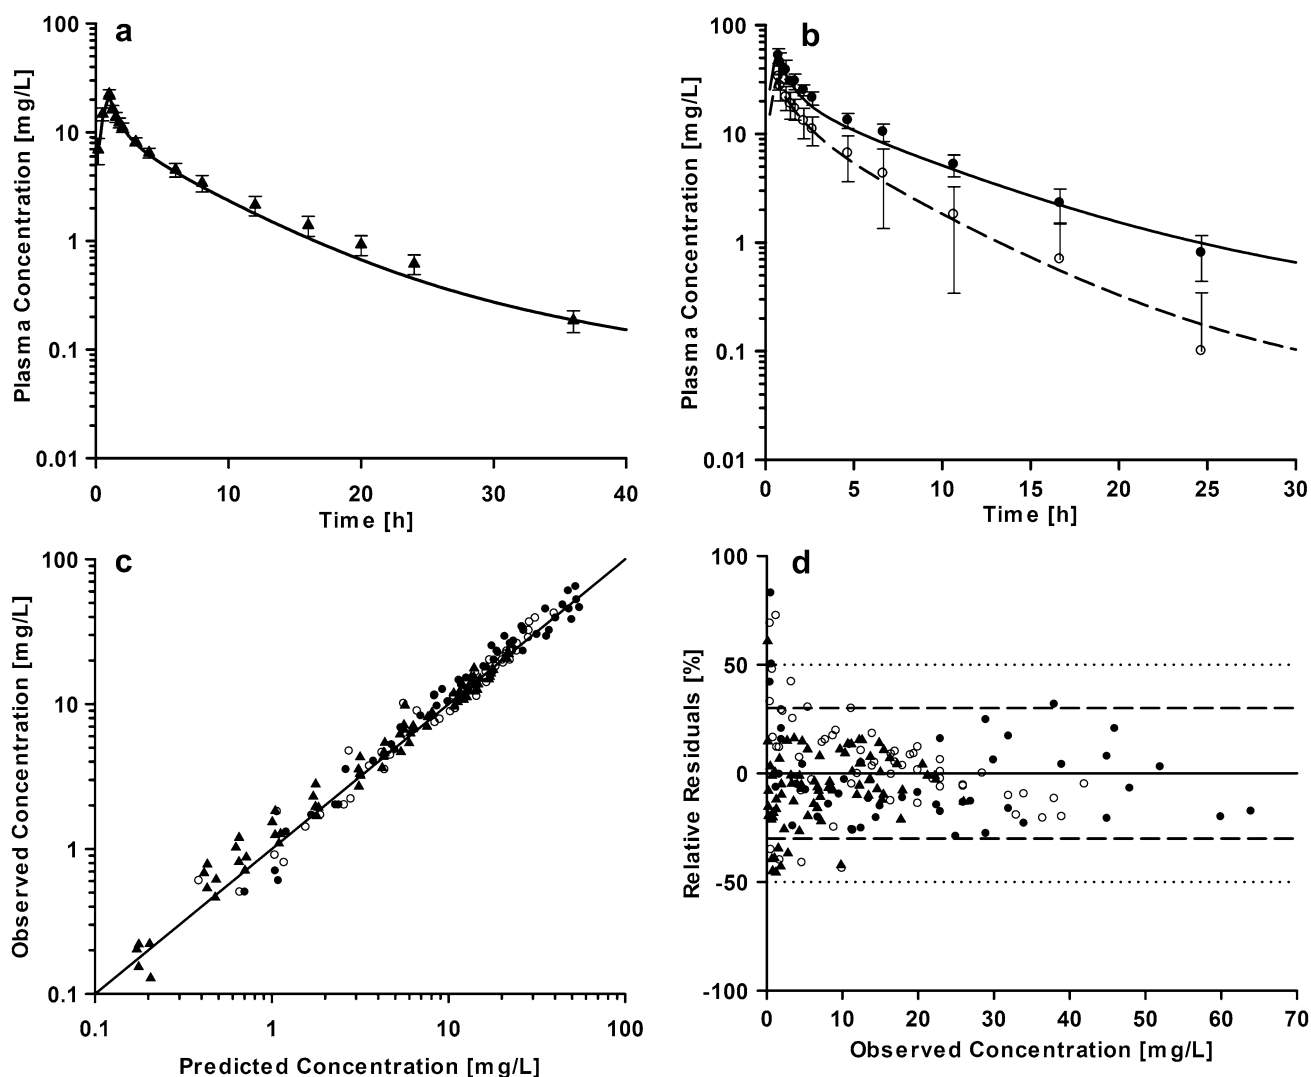 a
100
10
1
0.1
0.01
Plasma Concentration [mg/L]
0 10 20 30 40
Time [h]
b
100
10
1
0.1
0.01
Plasma Concentration [mg/L]
0 5 10 15 20 25 30
Time [h]
c
100
10
1
0.1
Observed Concentration [mg/L]
0.1 1 10 100
Predicted Concentration [mg/L]
d
100
50
0
-50
-100
Relative Residuals [%]
0 10 20 30 40 50 60 70
Observed Concentration [mg/L]